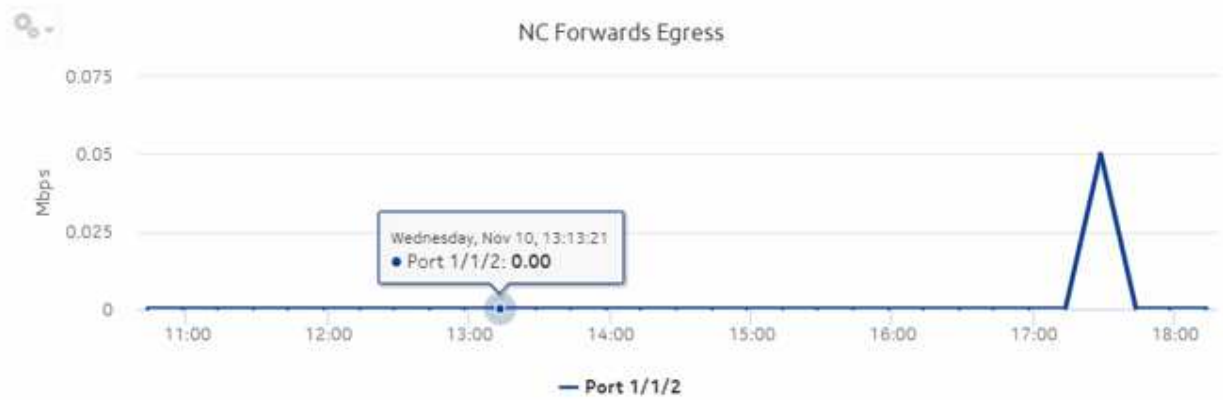 NC Forwards Egress
0.075
0.05
0.025
0
Mbps
Wednesday, Nov 10, 13:13:21
Port 1/1/2: 0.00
11:00 12:00 13:00 14:00 15:00 16:00 17:00 18:00
Port 1/1/2